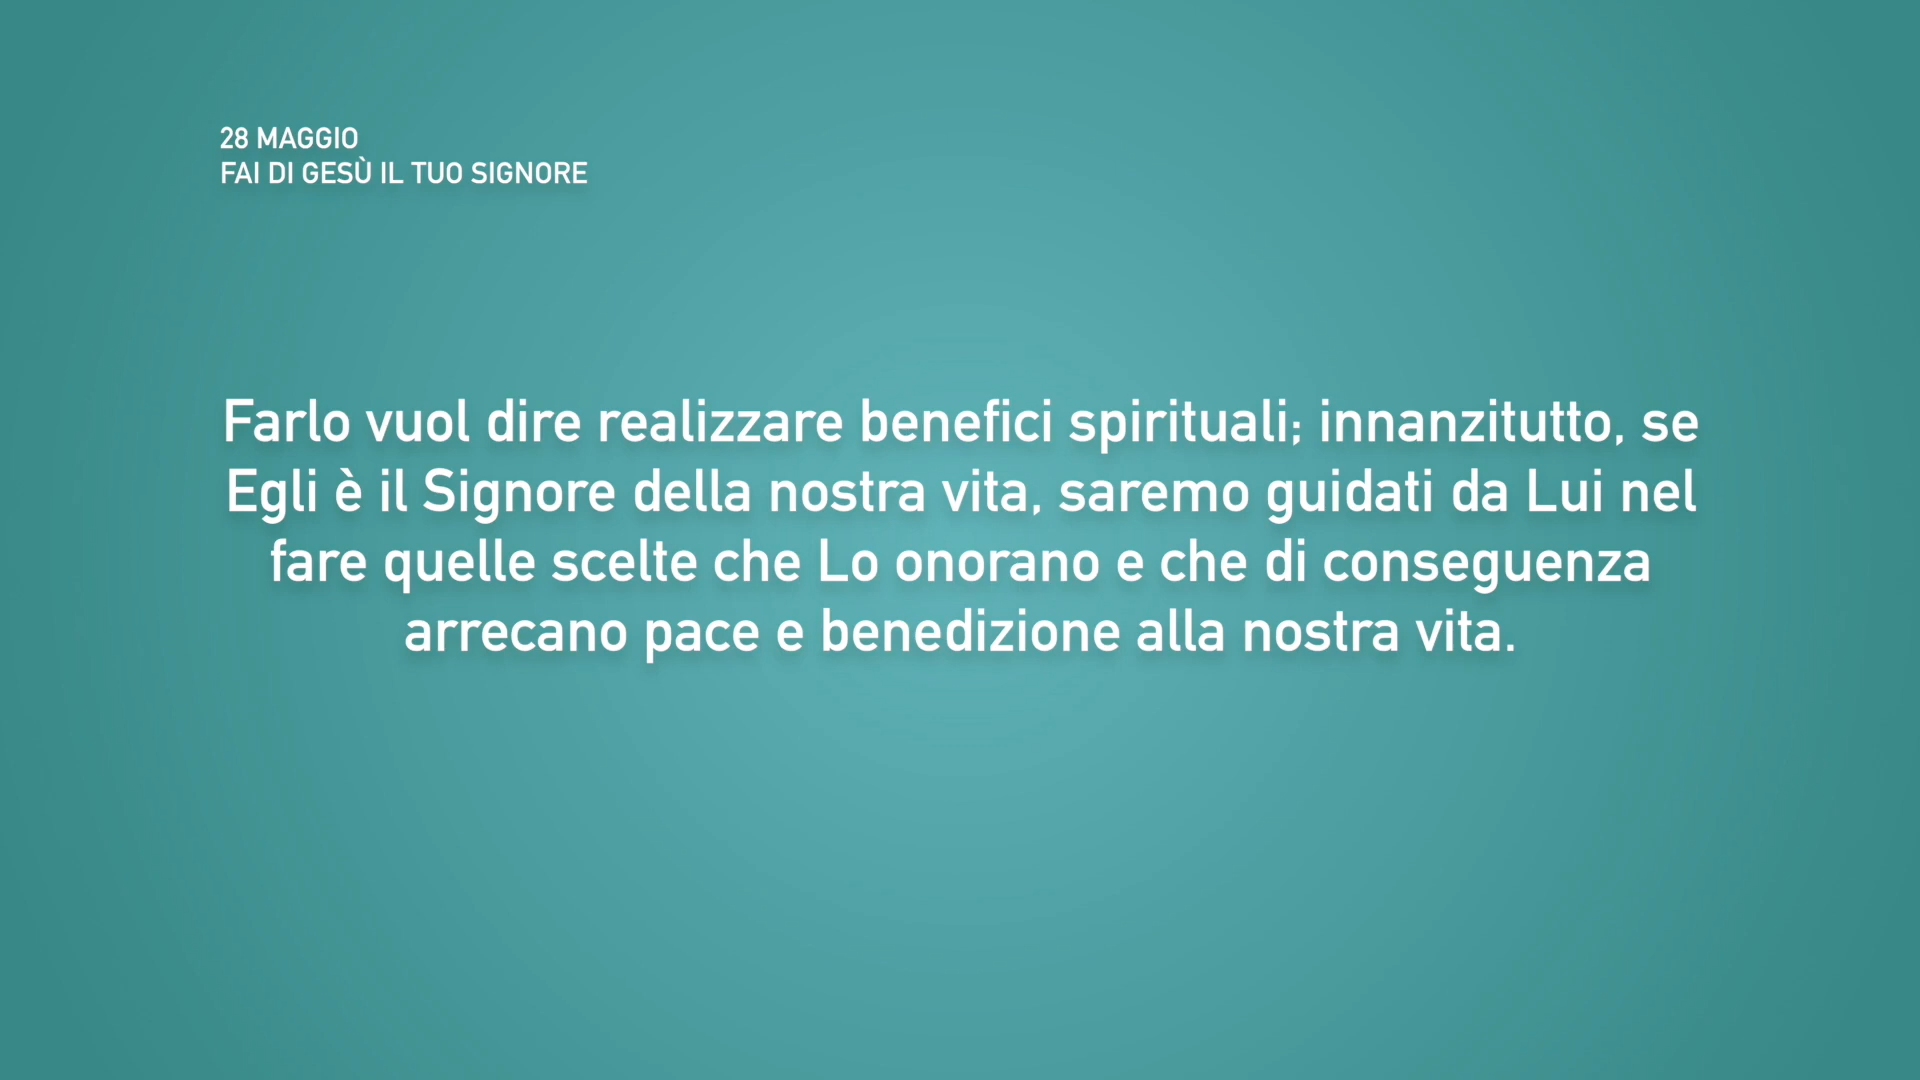 28 MAGGIO
FAI DI GESÙ IL TUO SIGNORE
Farlo vuol dire realizzare benefici spirituali; innanzitutto, se
Egli è il Signore della nostra vita, saremo guidati da Lui nel
fare quelle scelte che Lo onorano e che di conseguenza
arrecano pace e benedizione alla nostra vita.